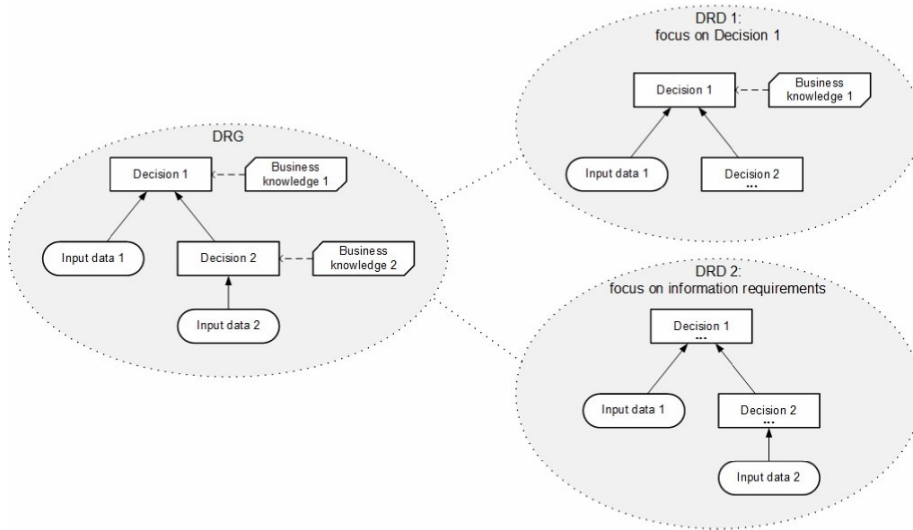 DRG
Decision 1
Business
knowledge 1
Input data 1
Decision 2
Business
knowledge 2
Input data 2
DRD 1:
focus on Decision 1
Decision 1
Business
knowledge 1
Input data 1
Decision 2
...
DRD 2:
focus on information requirements
Decision 1
...
Input data 1
Decision 2
...
Input data 2